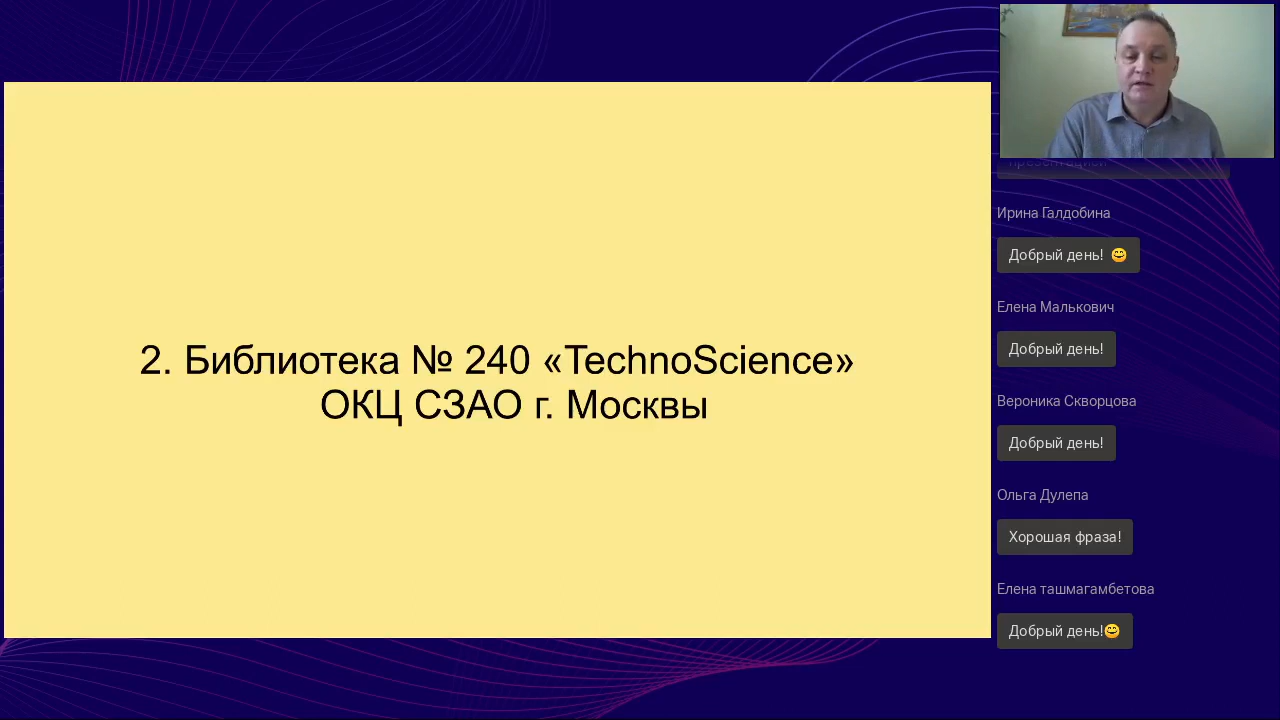 2. Библиотека № 240 «TechnoScience»
ОКЦ СЗАО г. Москвы
презентацией
Ирина Галдобина
Добрый день! 😊
Елена Малькович
Добрый день!
Вероника Скворцова
Добрый день!
Ольга Дулепа
Хорошая фраза!
Елена ташмагамбетова
Добрый день!😊